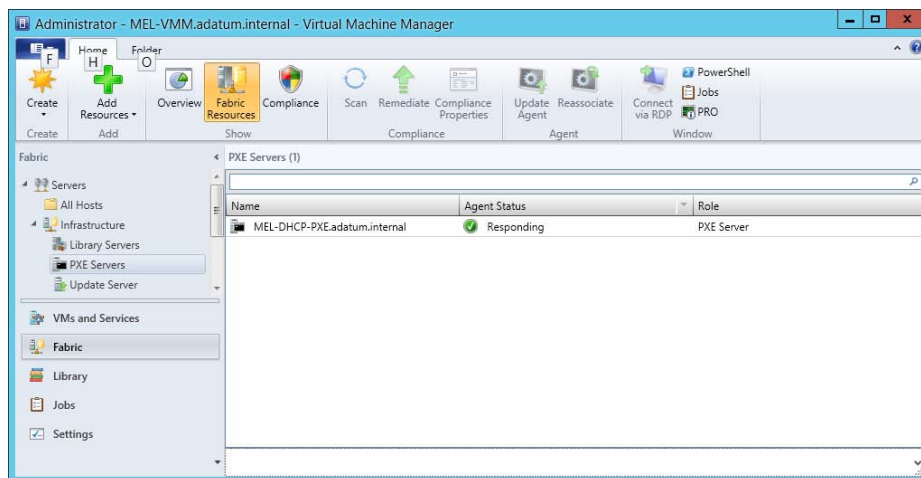 Administrator - MEL-VMM.adatum.internal - Virtual Machine Manager
F
Home
H
Folder
O
Create
Add Resources
Overview
Fabric Resources
Compliance
Scan
Remediate
Compliance Properties
Update Agent
Reassociate
Connect via RDP
PowerShell
Jobs
PRO
Create
Add
Show
Compliance
Agent
Window
Fabric
PXE Servers (1)
Servers
All Hosts
Infrastructure
Library Servers
PXE Servers
Update Server
Name
Agent Status
Role
MEL-DHCP-PXE.adatum.internal
Responding
PXE Server
VMs and Services
Fabric
Library
Jobs
Settings